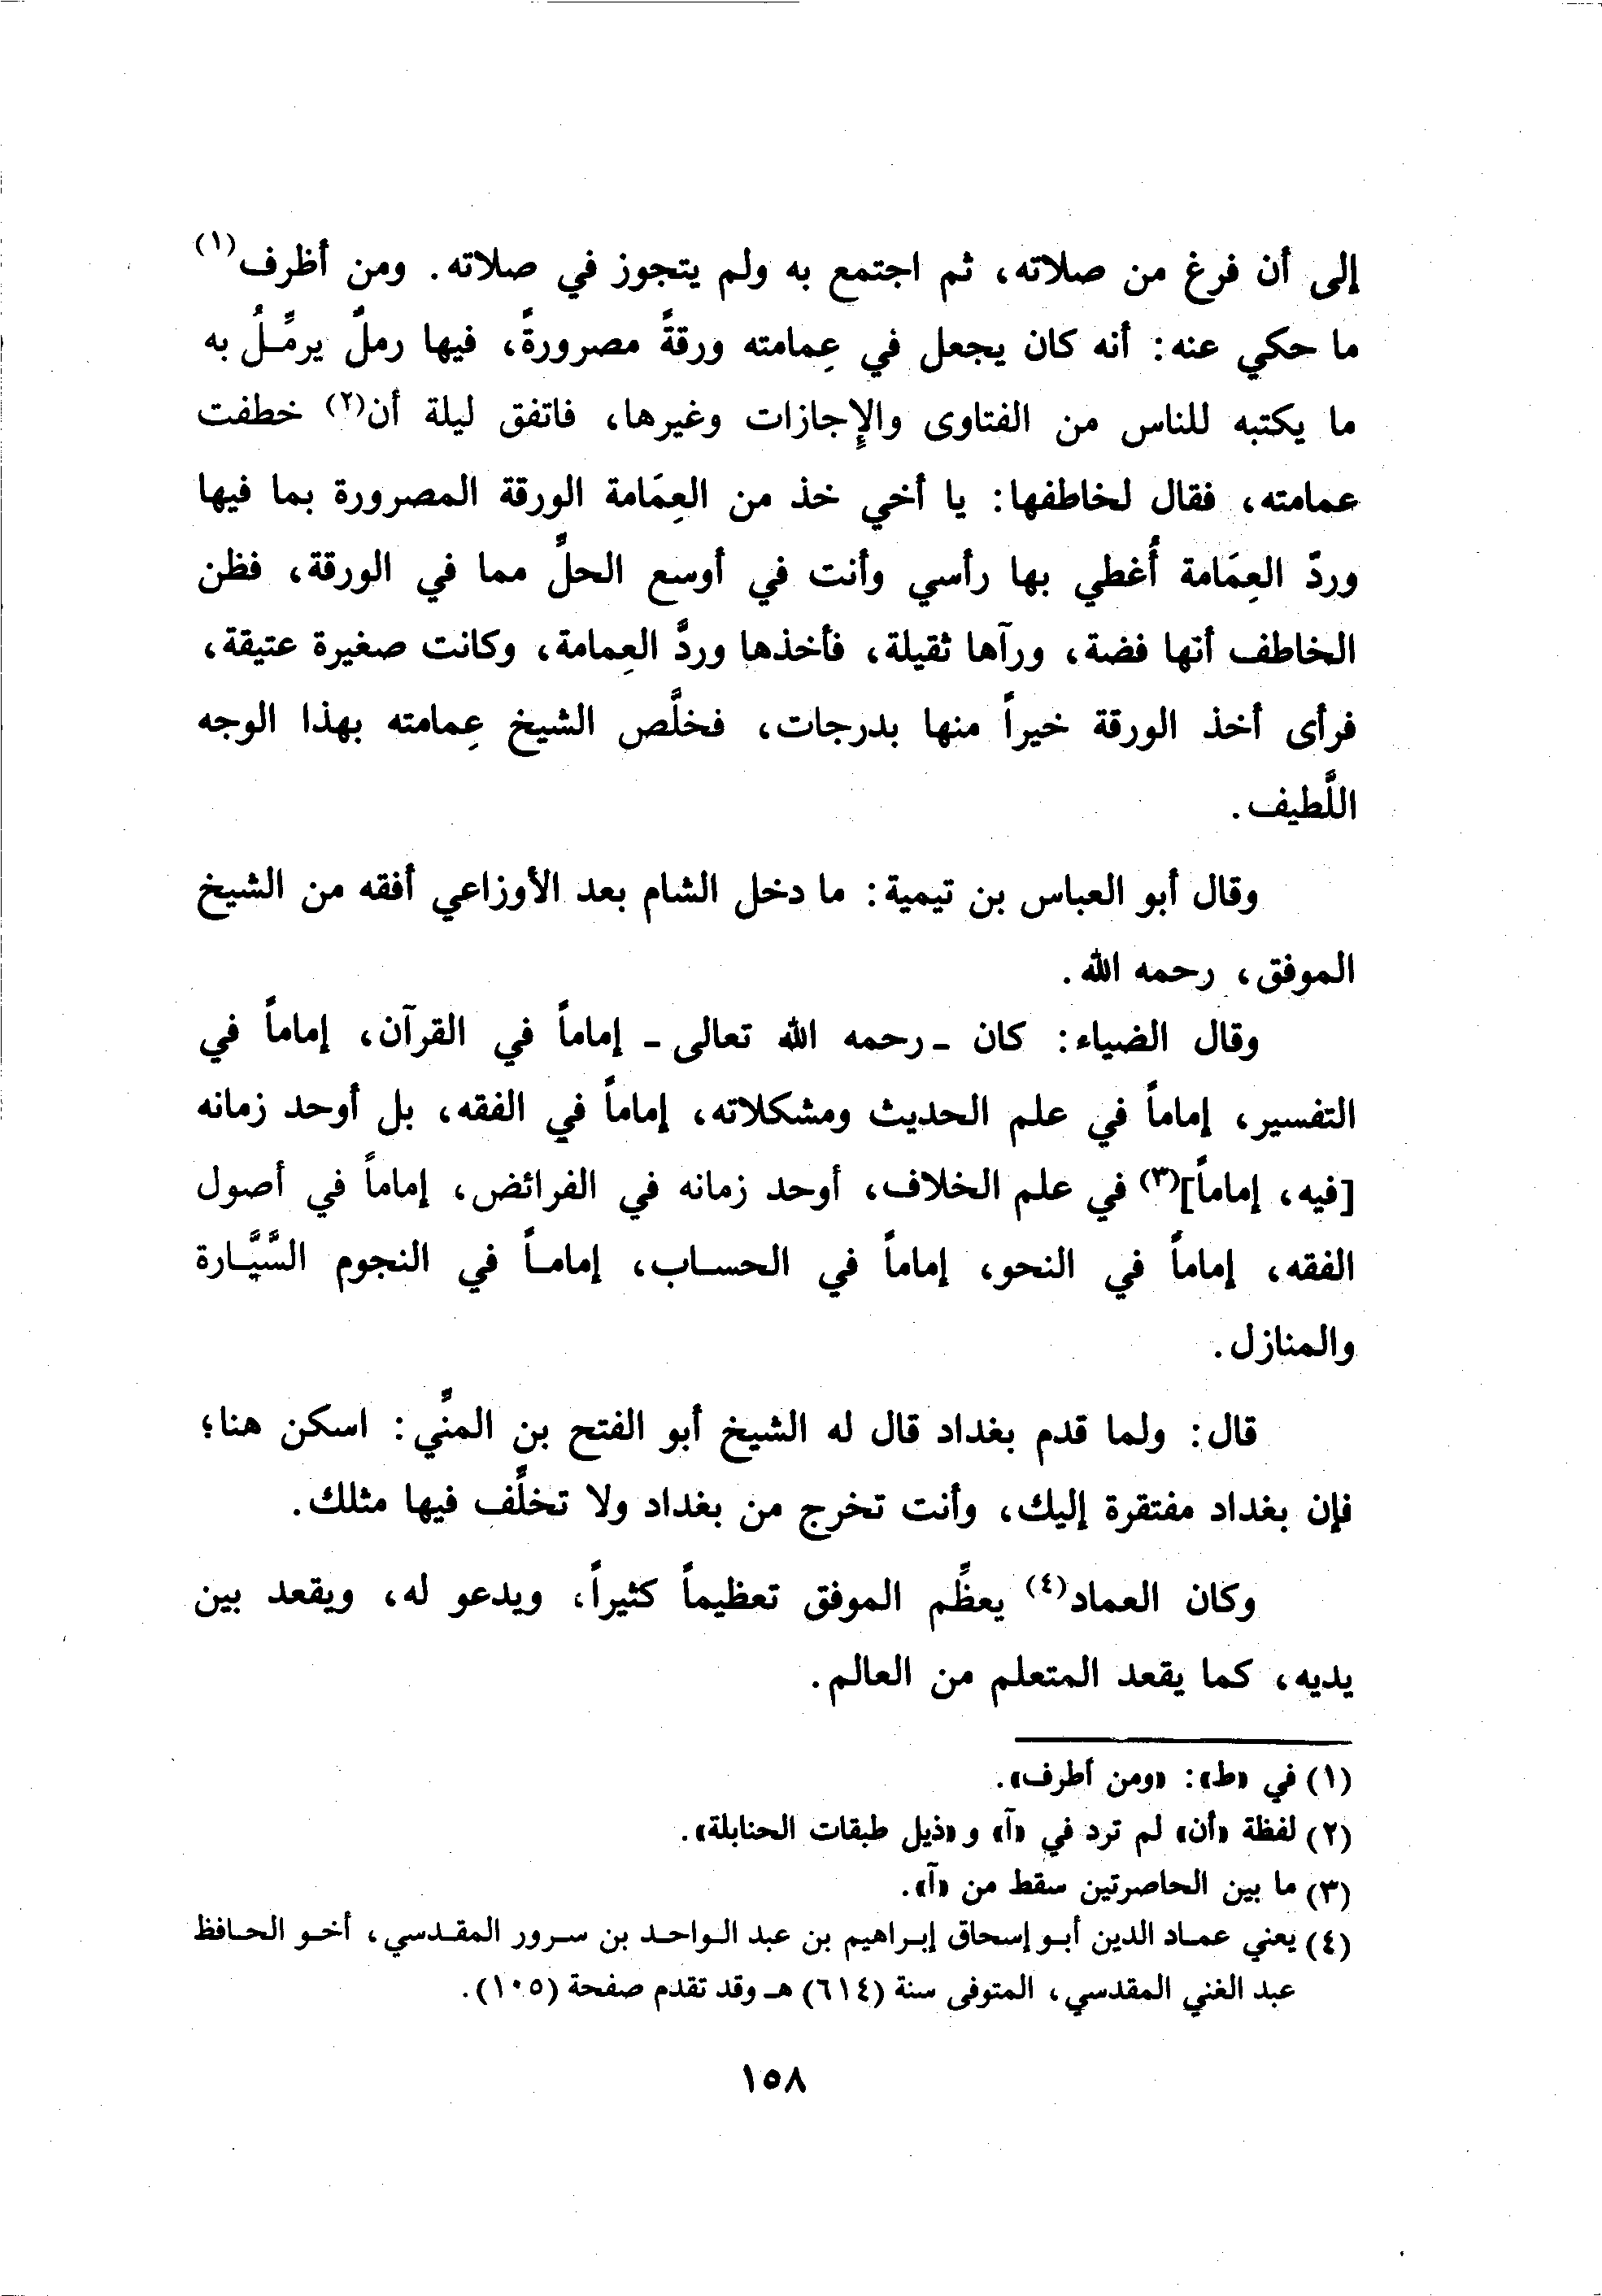 إلى أن فرغ من صلاته، ثم اجتمع به ولم يتجوز في صلاته. ومن أظرف(١)
ما حكي عنه: أنه كان يجعل في عِمامته ورقةً مصرورةً، فيها رملٌ يرمِّلُ به
ما يكتبه للناس من الفتاوى والإِجازات وغيرها، فاتفق ليلة أن(٢) خطفت
عمامته، فقال لخاطفها: يا أخي خذ من العِمَامة الورقة المصرورة بما فيها
وردّ العِمَامة أُغطي بها رأسي وأنت في أوسع الحلِّ مما في الورقة، فظن
الخاطف أنها فضة، ورآها ثقيلة، فأخذها وردَّ العِمامة، وكانت صغيرة عتيقة،
فرأى أخذ الورقة خيراً منها بدرجات، فخلَّص الشيخ عِمامته بهذا الوجه
اللَّطيف.
وقال أبو العباس بن تيمية: ما دخل الشام بعد الأوزاعي أفقه من الشيخ
الموفق، رحمه الله.
وقال الضياء: كان - رحمه الله تعالى - إماماً في القرآن، إماماً في
التفسير، إماماً في علم الحديث ومشكلاته، إماماً في الفقه، بل أوحد زمانه
[فيه، إماماً](٣) في علم الخلاف، أوحد زمانه في الفرائض، إماماً في أصول
الفقه، إماماً في النحو، إماماً في الحساب، إماماً في النجوم السَّيَّارة
والمنازل.
قال: ولما قدم بغداد قال له الشيخ أبو الفتح بن المنِّي: اسكن هنا؛
فإن بغداد مفتقرة إليك، وأنت تخرج من بغداد ولا تخلِّف فيها مثلك.
وكان العماد(٤) يعظِّم الموفق تعظيماً كثيراً، ويدعو له، ويقعد بين
يديه، كما يقعد المتعلم من العالم.
(١) في «ط»: «ومن أطرف».
(٢) لفظة «أن» لم ترد في «آ» و«ذيل طبقات الحنابلة».
(٣) ما بين الحاصرتين سقط من «آ».
(٤) يعني عماد الدين أبو إسحاق إبراهيم بن عبد الواحد بن سرور المقدسي، أخو الحافظ
عبد الغني المقدسي، المتوفى سنة (٦١٤) هـ وقد تقدم صفحة (١٠٥).
١٥٨